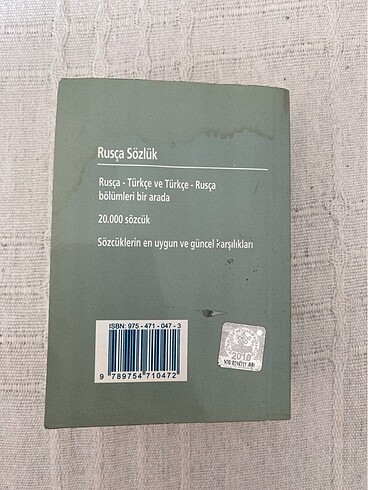 Rusça Sözlük
Rusça - Türkçe ve Türkçe - Rusça
bölümleri bir arada
20.000 sözcük
Sözcüklerin en uygun ve güncel karşılıkları
ISBN: 975 - 471 - 047 - 3
9 789754 710472
2010